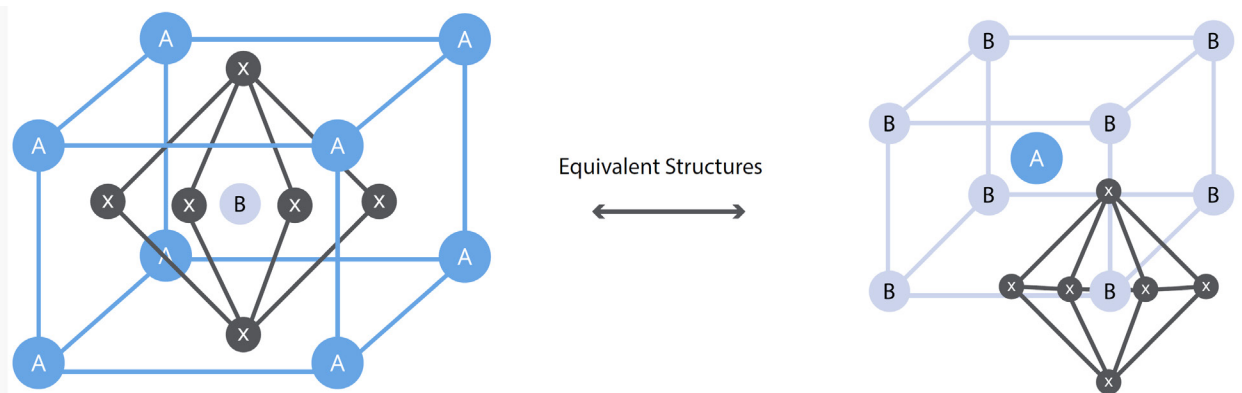 A A B B
X
A A B B
A
Equivalent Structures
X X B X X B B
X
A A
X X B X X
X B
A A
X